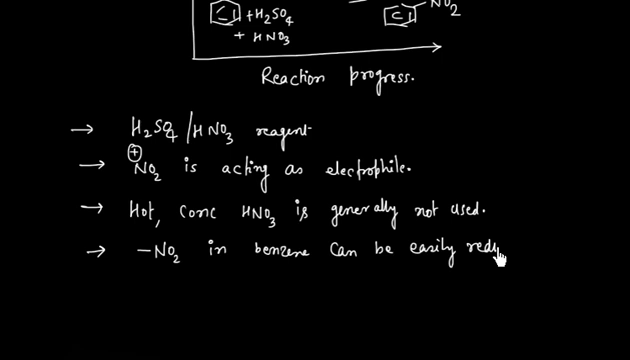 +H₂SO₄
NO₂
+ HNO₃
Reaction progress.
→ H₂SO₄/HNO₃ reagent
→ ⊕NO₂ is acting as electrophile.
→ Hot, conc HNO₃ is generally not used.
→ –NO₂ in benzene can be easily redu